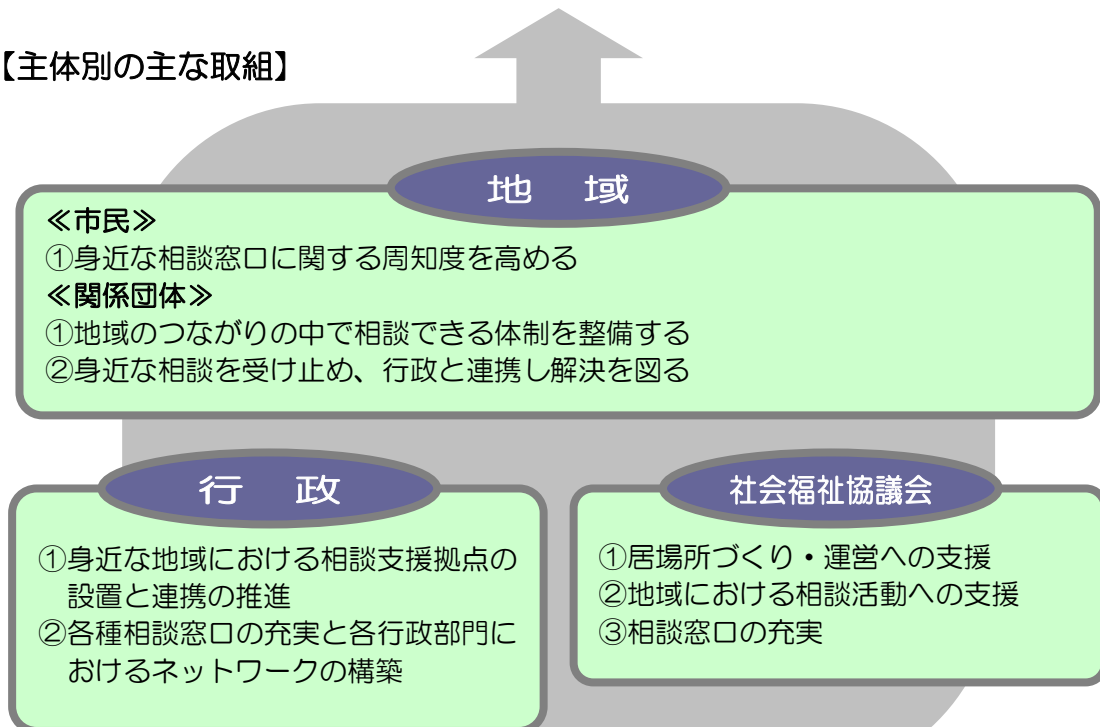 【主体別の主な取組】
地　域
≪市民≫
①身近な相談窓口に関する周知度を高める
≪関係団体≫
①地域のつながりの中で相談できる体制を整備する
②身近な相談を受け止め、行政と連携し解決を図る
行　政
①身近な地域における相談支援拠点の
設置と連携の推進
②各種相談窓口の充実と各行政部門に
おけるネットワークの構築
社会福祉協議会
①居場所づくり・運営への支援
②地域における相談活動への支援
③相談窓口の充実